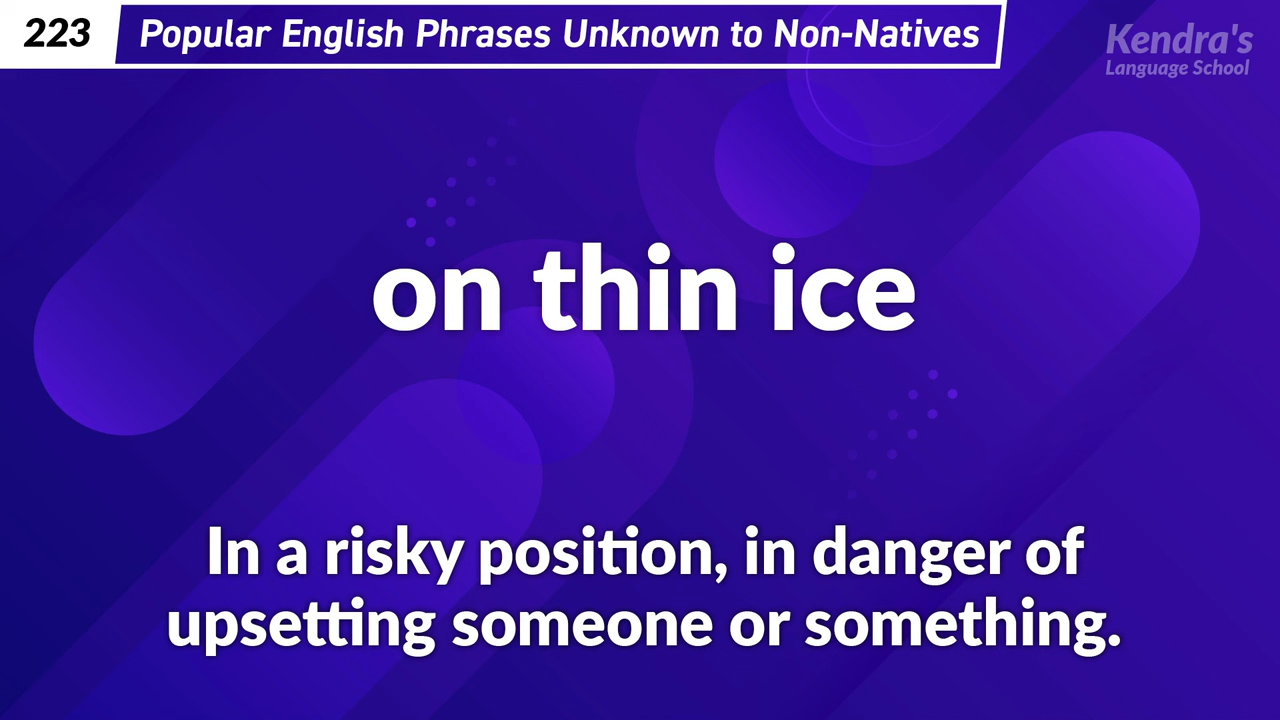 223 Popular English Phrases Unknown to Non-Natives
Kendra's
Language School
on thin ice
In a risky position, in danger of
upsetting someone or something.